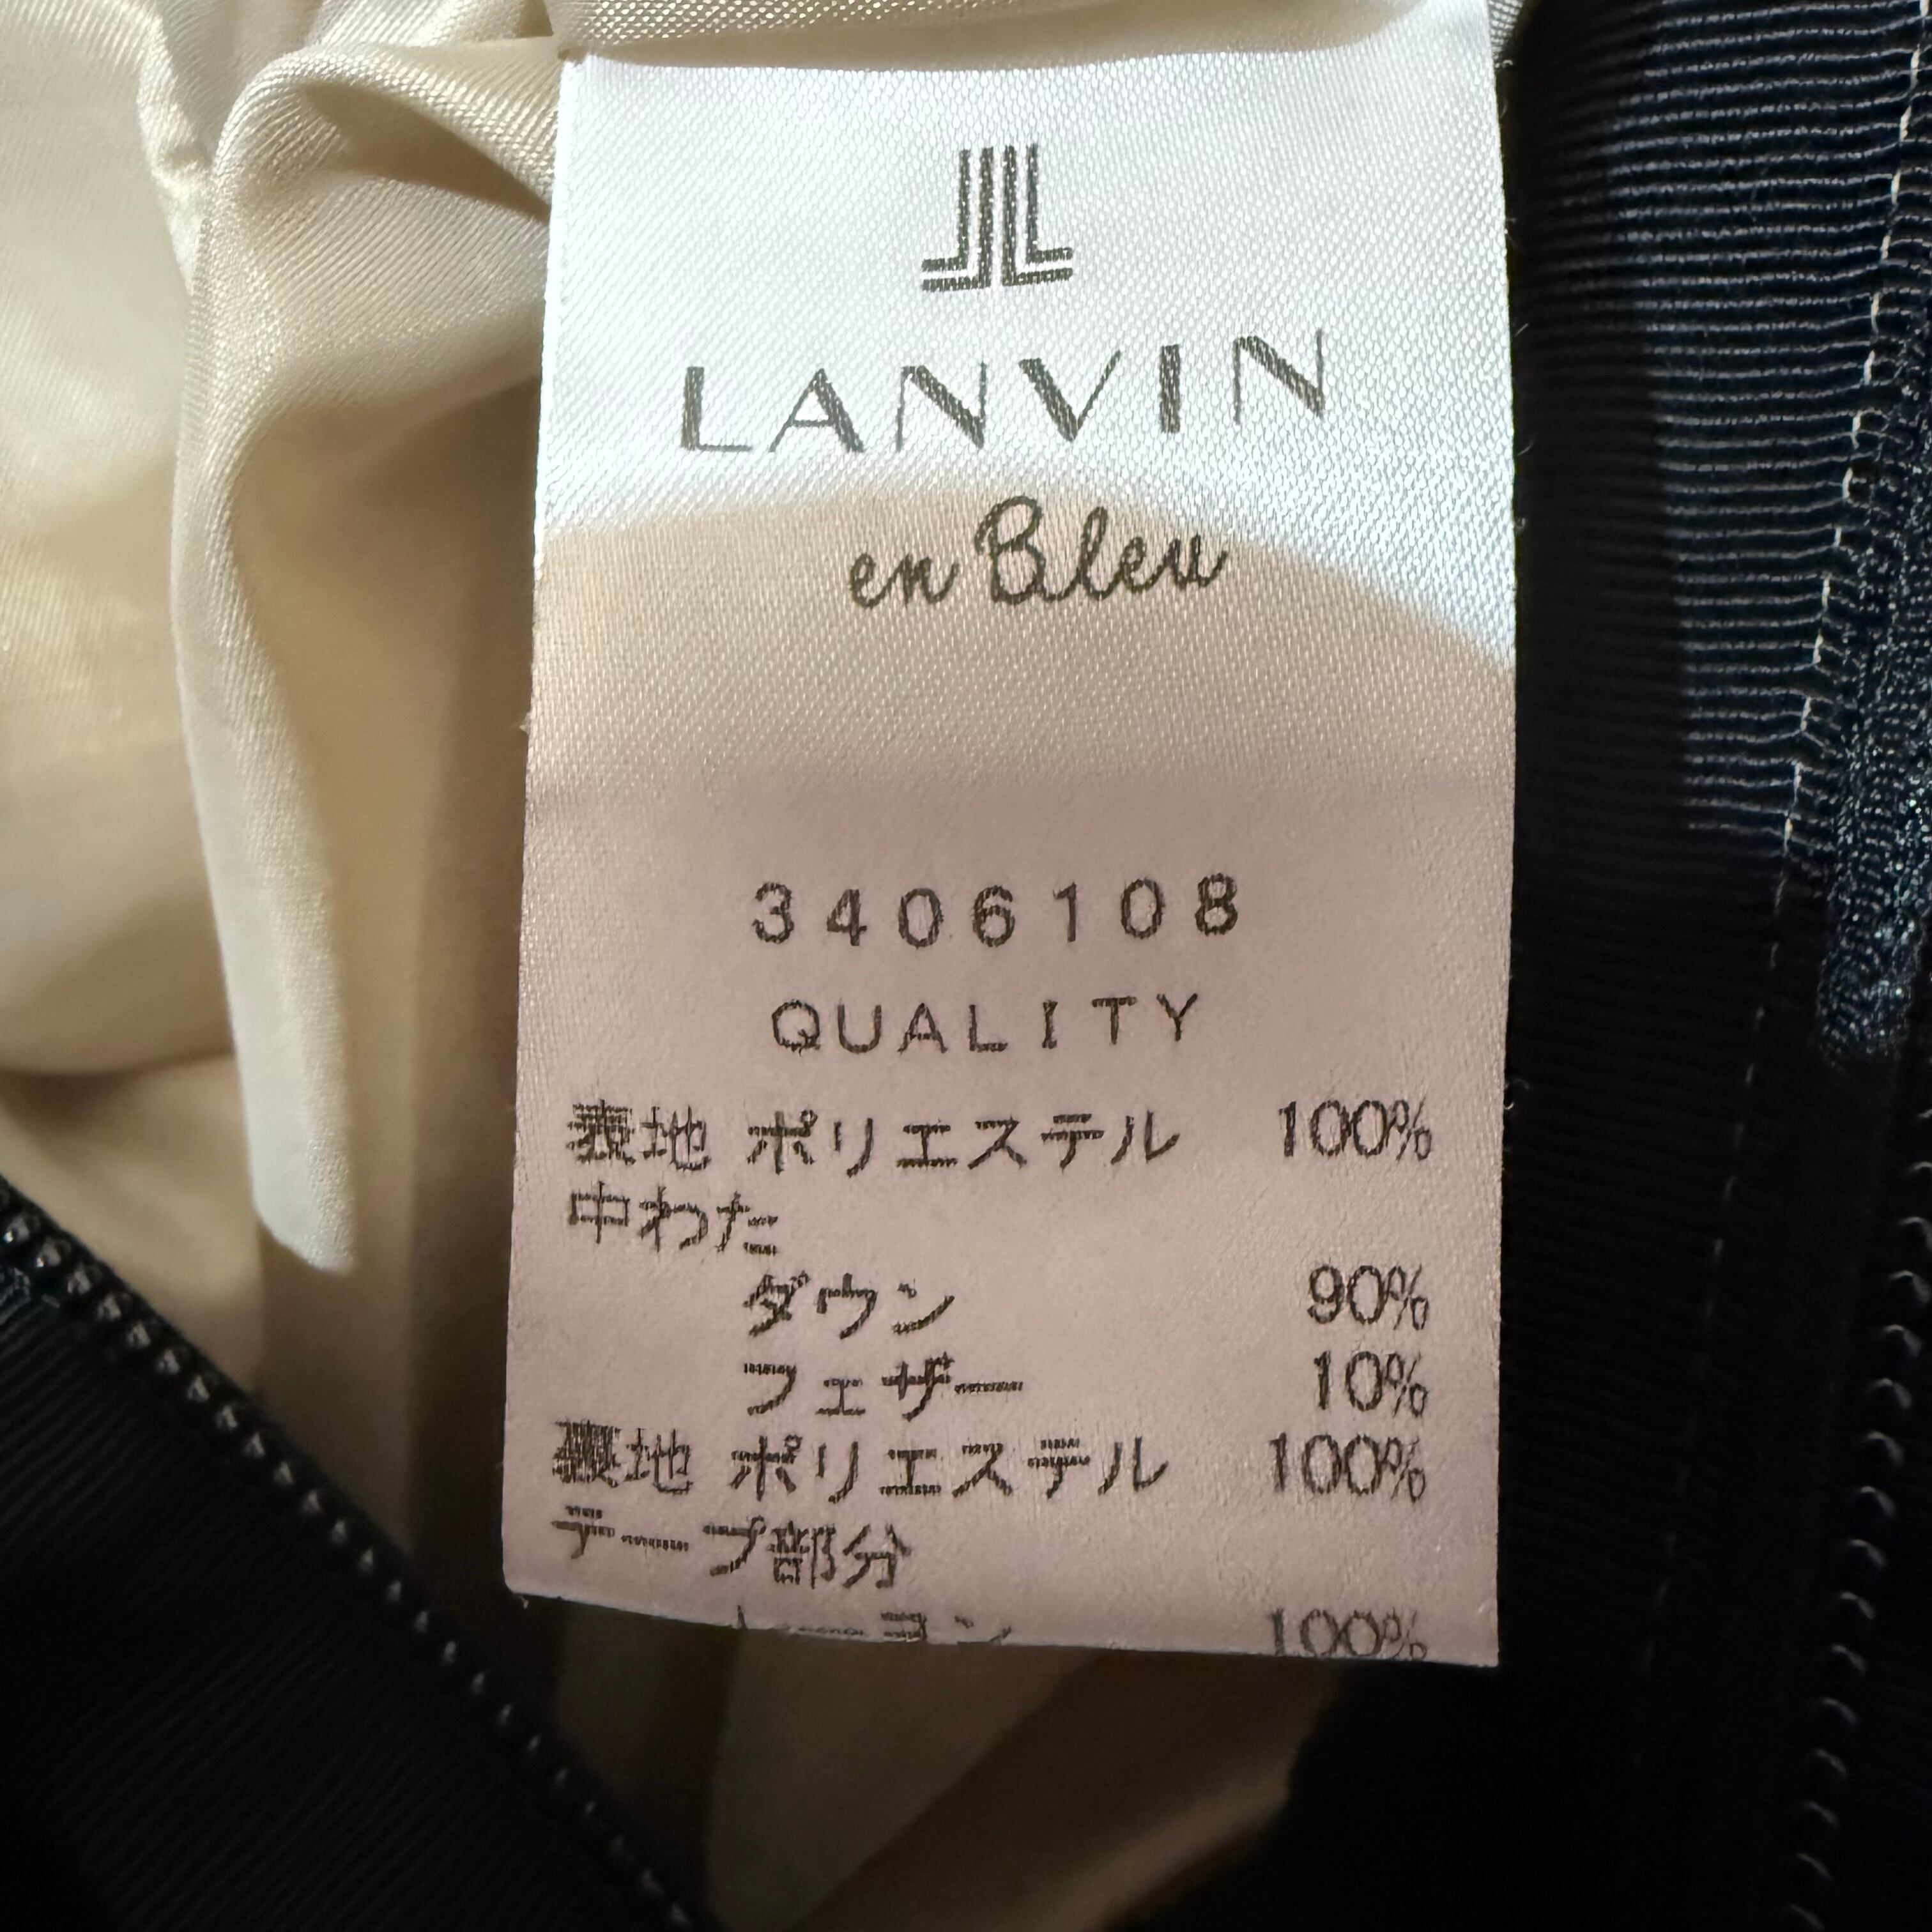 LANVIN
en Bleu
3406108
QUALITY
表地 ポリエステル 100%
中わた
ダウン 90%
フェザー 10%
裏地 ポリエステル 100%
テープ部分
100%